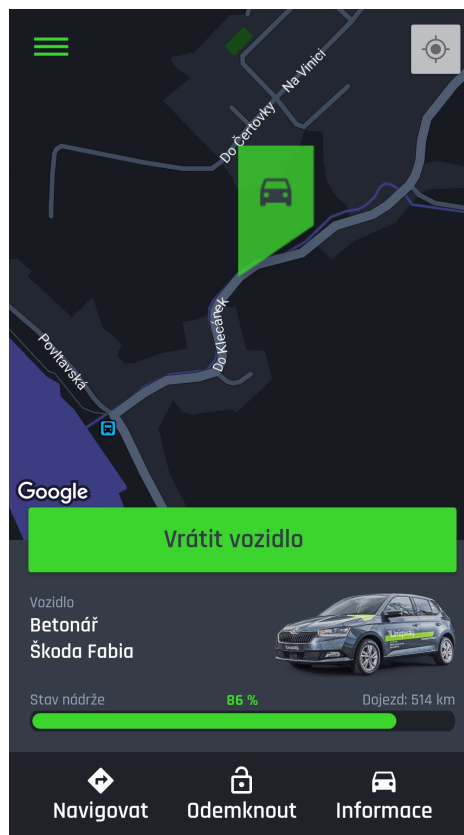 Na Vinici
Do Čertovky
Do Klecánek
Povltavská
Google
Vrátit vozidlo
Vozidlo
Betonář
Škoda Fabia
Uniqway
Stav nádrže
86 %
Dojezd: 514 km
Navigovat
Odemknout
Informace